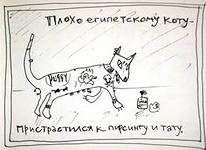 Плохо египетскому коту –
Пристрастился к пирсингу и тату.